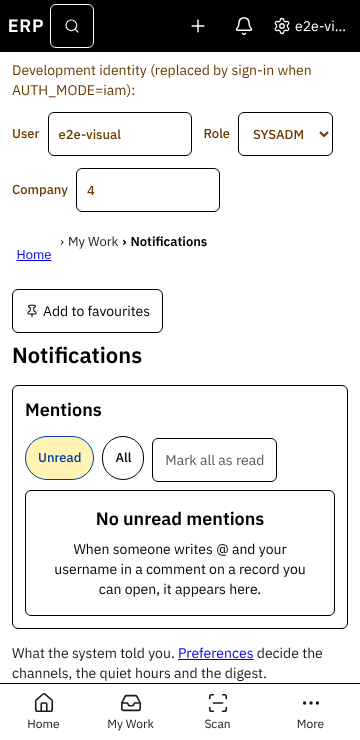 ERP e2e-vi...
Development identity (replaced by sign-in when
AUTH_MODE=iam):
User e2e-visual Role SYSADM
Company 4
Home › My Work › Notifications
Add to favourites
Notifications
Mentions
Unread All Mark all as read
No unread mentions
When someone writes @ and your
username in a comment on a record you
can open, it appears here.
What the system told you. Preferences decide the
channels, the quiet hours and the digest.
Home My Work Scan More